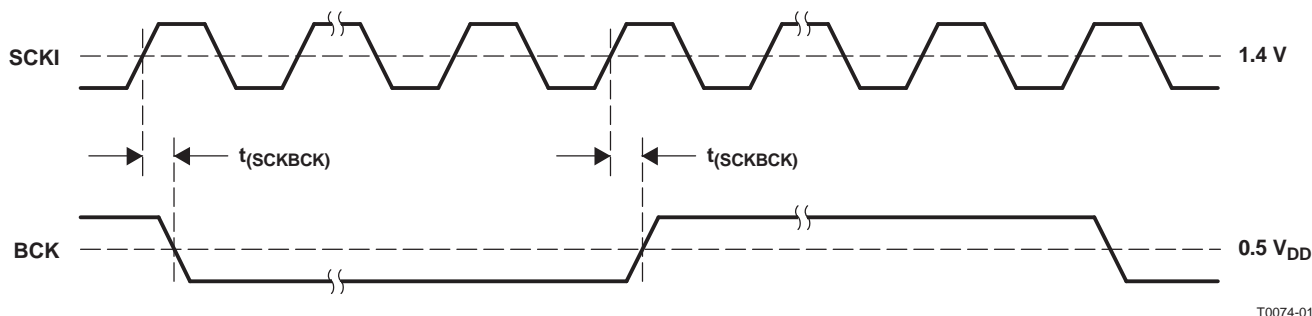 SCKI
1.4 V
t(SCKBCK)
t(SCKBCK)
BCK
0.5 VDD
T0074-01